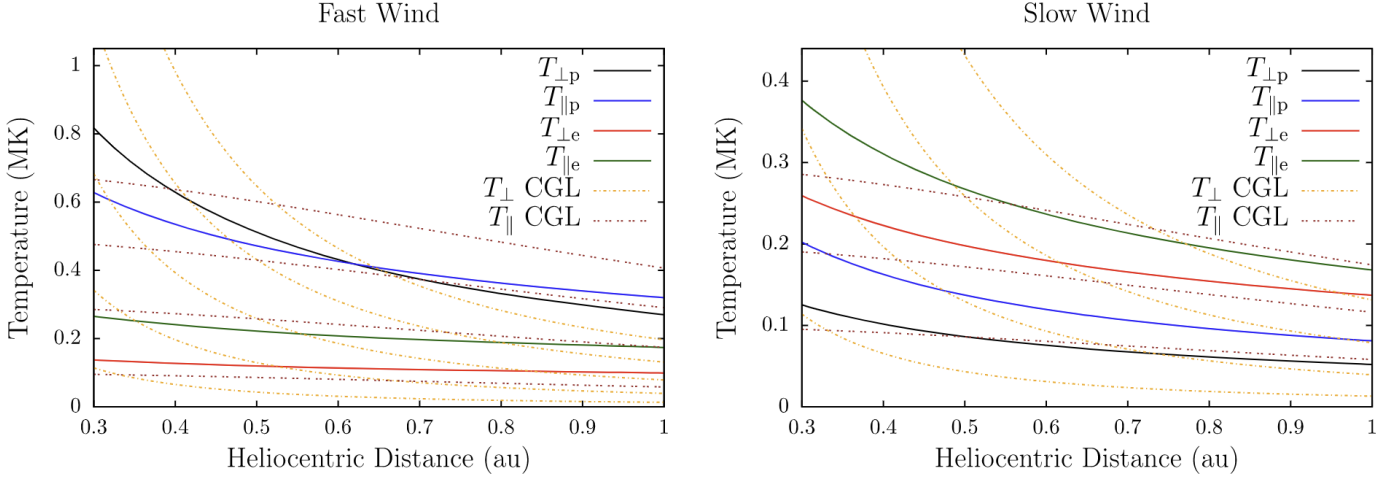 Fast Wind
1
0.8
0.6
0.4
0.2
0
0.3 0.4 0.5 0.6 0.7 0.8 0.9 1
Temperature (MK)
Heliocentric Distance (au)
T⊥p
T∥p
T⊥e
T∥e
T⊥ CGL
T∥ CGL
Slow Wind
0.4
0.3
0.2
0.1
0
0.3 0.4 0.5 0.6 0.7 0.8 0.9 1
Temperature (MK)
Heliocentric Distance (au)
T⊥p
T∥p
T⊥e
T∥e
T⊥ CGL
T∥ CGL